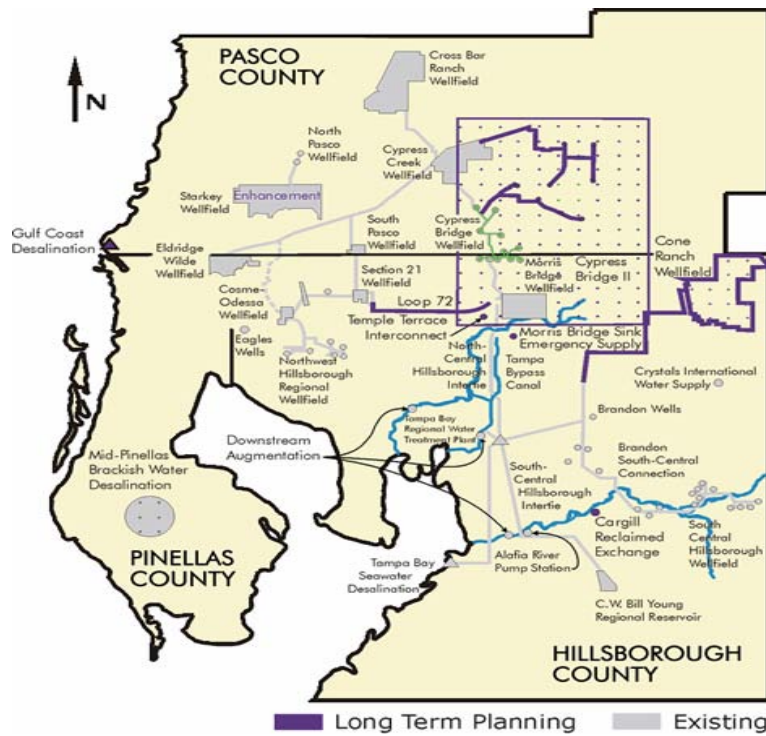 PASCO
COUNTY
Cross Bar
Ranch
Wellfield
N
North
Pasco
Wellfield
Cypress
Creek
Wellfield
Starkey
Wellfield
Enhancement
Gulf Coast
Desalination
Eldridge
Wilde
Wellfield
South
Pasco
Wellfield
Cypress
Bridge
Wellfield
Cone
Ranch
Wellfield
Morris
Bridge
Wellfield
Cypress
Bridge II
Section 21
Wellfield
Cosme-
Odessa
Wellfield
Loop 72
Temple Terrace
Interconnect
Morris Bridge Sink
Emergency Supply
Eagles
Wells
Northwest
Hillsborough
Regional
Wellfield
North-
Central
Hillsborough
Intertie
Tampa
Bypass
Canal
Crystals International
Water Supply
Brandon Wells
Tampa Bay
Regional Water
Treatment Plant
Downstream
Augmentation
Mid-Pinellas
Brackish Water
Desalination
Brandon
South-Central
Connection
South-
Central
Hillsborough
Intertie
PINELLAS
COUNTY
Cargill
Reclaimed
Exchange
South
Central
Hillsborough
Wellfield
Tampa Bay
Seawater
Desalination
Alafia River
Pump Station
C.W. Bill Young
Regional Reservoir
HILLSBOROUGH
COUNTY
Long Term Planning
Existing